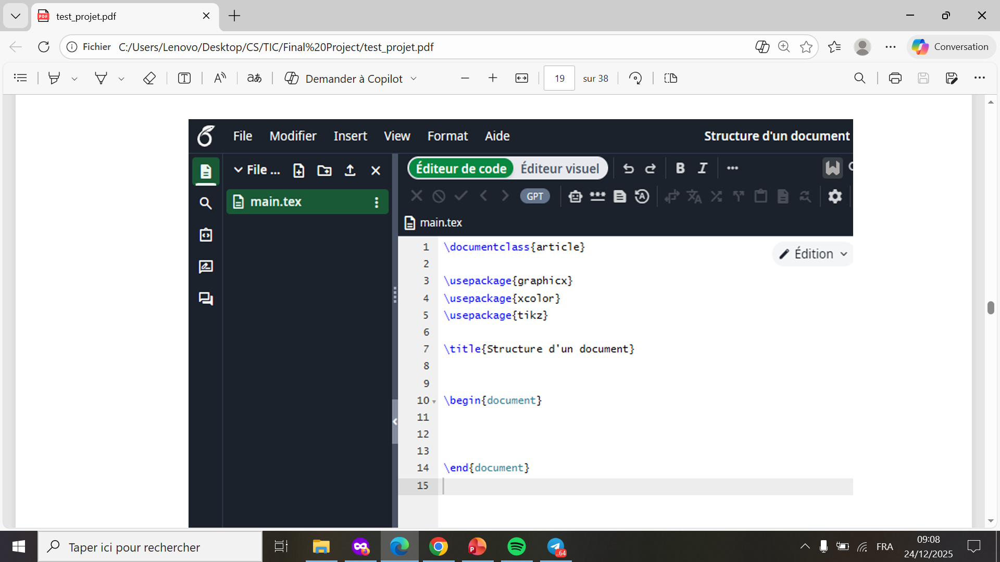 test_projet.pdf
Fichier C:/Users/Lenovo/Desktop/CS/TIC/Final%20Project/test_projet.pdf
Conversation
Demander à Copilot
19 sur 38
File Modifier Insert View Format Aide Structure d'un document
File ...
Éditeur de code Éditeur visuel
B I
GPT
main.tex
main.tex
Édition
1 \documentclass{article}
2
3 \usepackage{graphicx}
4 \usepackage{xcolor}
5 \usepackage{tikz}
6
7 \title{Structure d'un document}
8
9
10 \begin{document}
11
12
13
14 \end{document}
15
Taper ici pour rechercher
64
FRA
09:08
24/12/2025